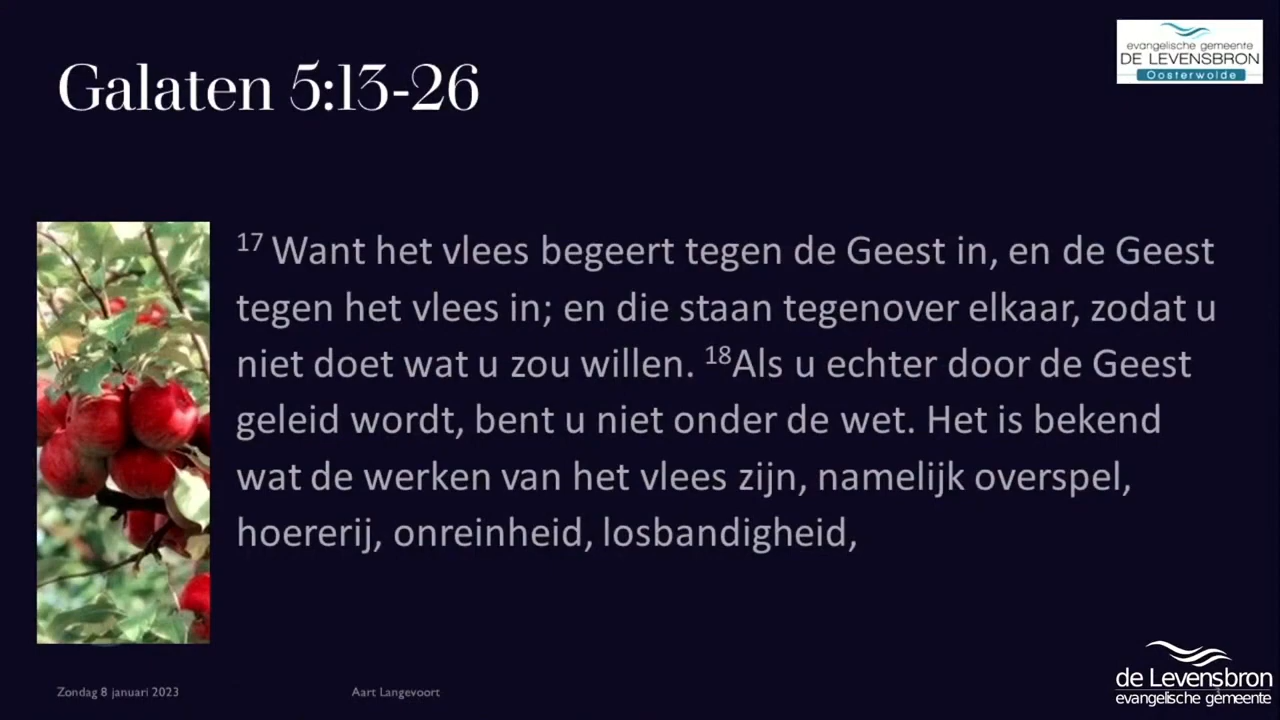 evangelische gemeente
DE LEVENSBRON
Oosterwolde
Galaten 5:13-26
17 Want het vlees begeert tegen de Geest in, en de Geest
tegen het vlees in; en die staan tegenover elkaar, zodat u
niet doet wat u zou willen. 18Als u echter door de Geest
geleid wordt, bent u niet onder de wet. Het is bekend
wat de werken van het vlees zijn, namelijk overspel,
hoererij, onreinheid, losbandigheid,
Zondag 8 januari 2023
Aart Langevoort
de Levensbron
evangelische gemeente